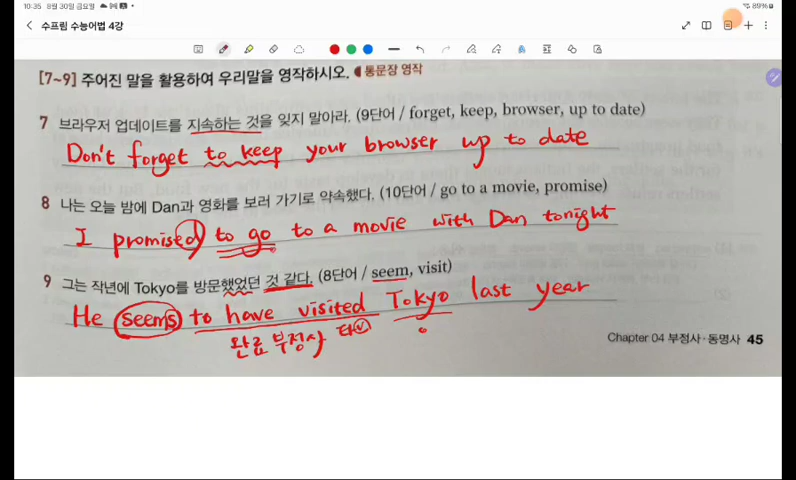 10:35 8월 30일 금요일
89%
수프림 수능어법 4강
[7~9] 주어진 말을 활용하여 우리말을 영작하시오. 통문장 영작
7 브라우저 업데이트를 지속하는 것을 잊지 말아라. (9단어 / forget, keep, browser, up to date)
Don't forget to keep your browser up to date
8 나는 오늘 밤에 Dan과 영화를 보러 가기로 약속했다. (10단어 / go to a movie, promise)
I promised to go to a movie with Dan tonight
9 그는 작년에 Tokyo를 방문했었던 것 같다. (8단어 / seem, visit)
He seems to have visited Tokyo last year
완료 부정사 타V
Chapter 04 부정사·동명사 45